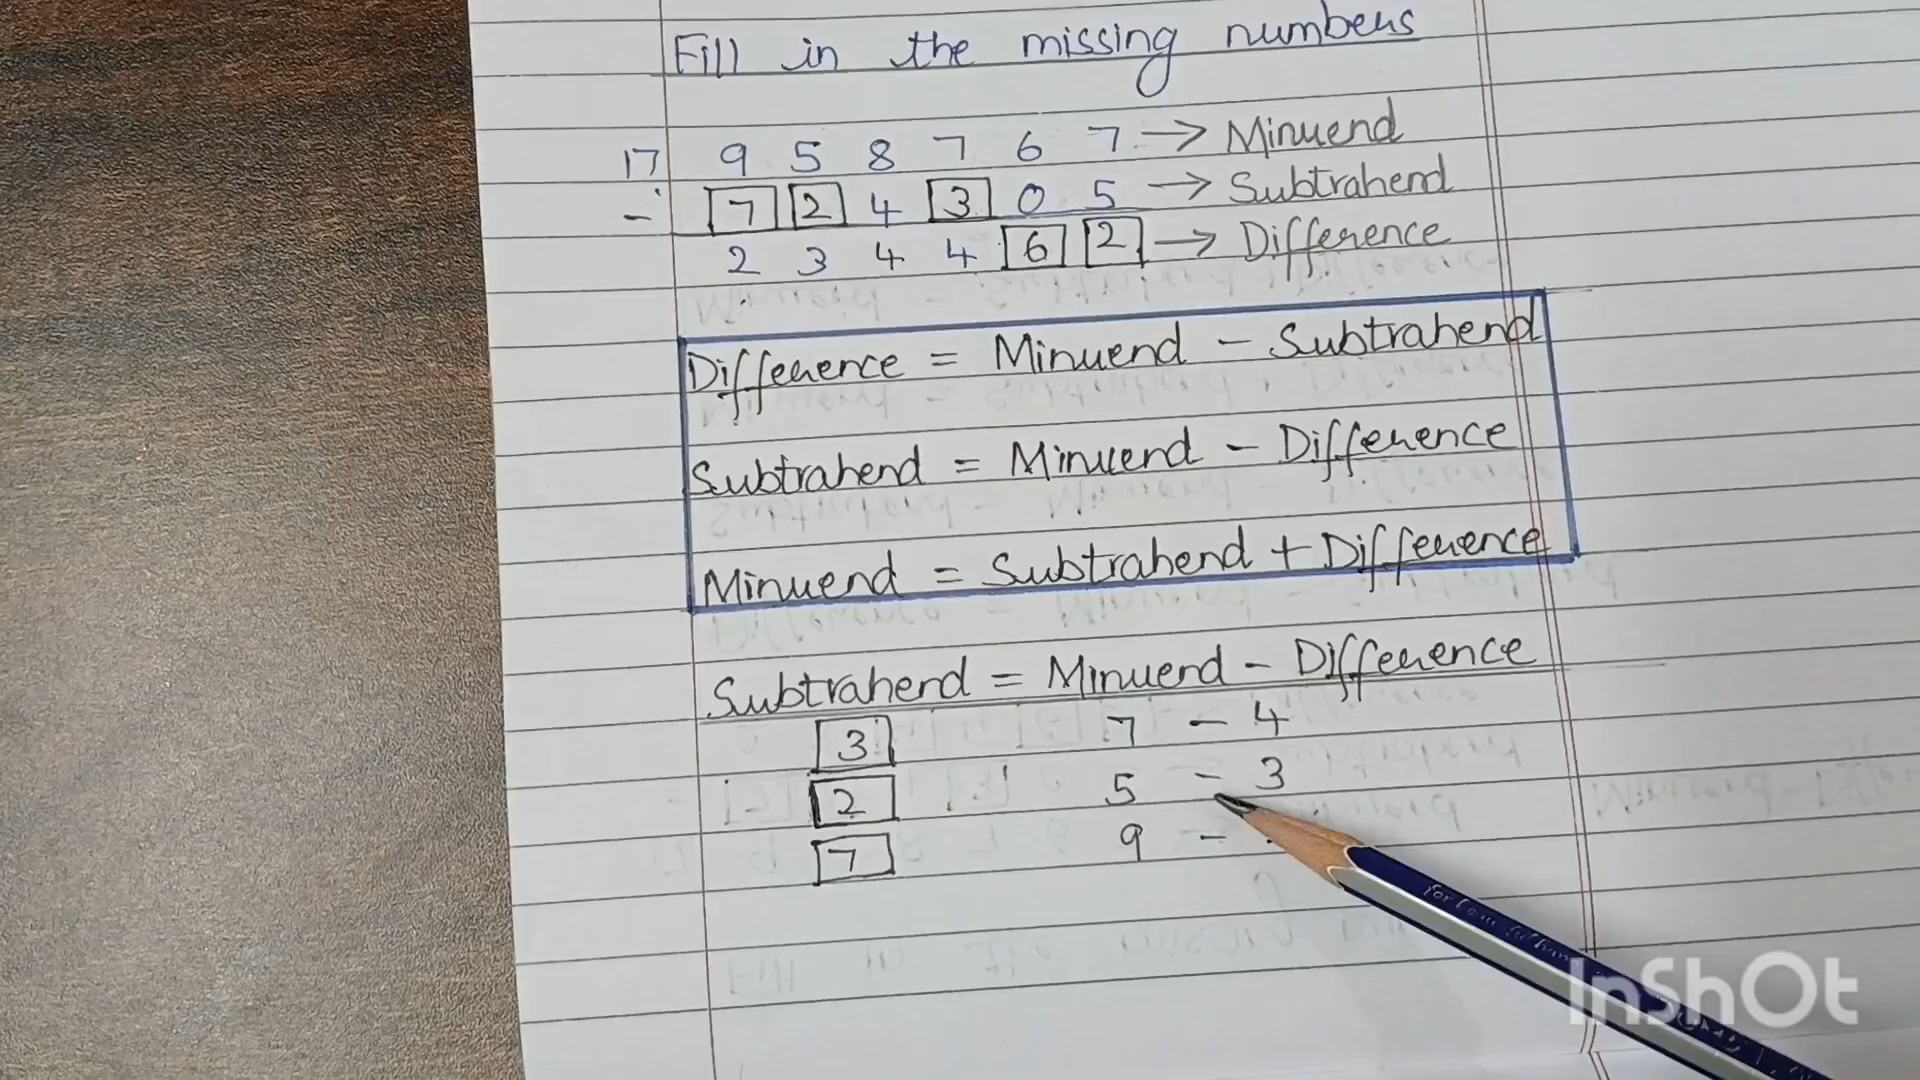 Fill in the missing numbers
17 9 5 8 7 6 7 → Minuend
- 7 2 4 3 0 5 → Subtrahend
2 3 4 4 6 2 → Difference
Difference = Minuend - Subtrahend
Subtrahend = Minuend - Difference
Minuend = Subtrahend + Difference
Subtrahend = Minuend - Difference
3 7 - 4
2 5 - 3
7 9 -
InShOt